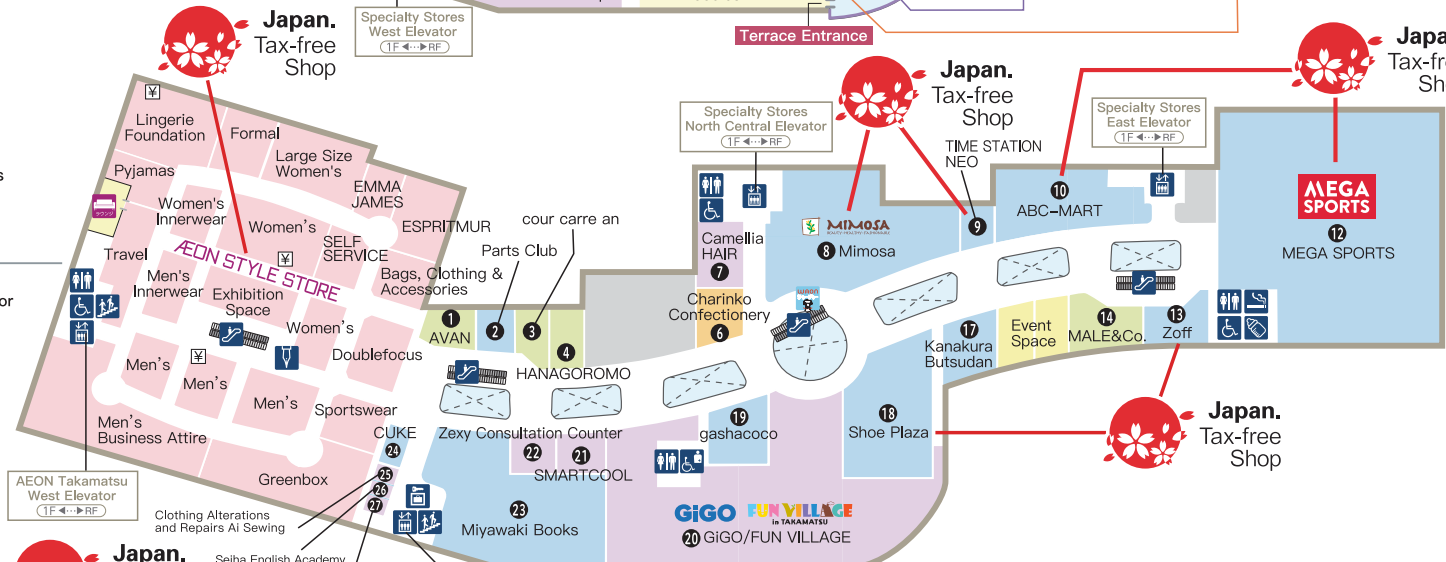 Specialty Stores
West Elevator
1F RF
Terrace Entrance
Japan.
Tax-free
Shop
Japan.
Tax-free
Shop
Specialty Stores
North Central Elevator
1F RF
Specialty Stores
East Elevator
1F RF
TIME STATION
NEO
9
10
ABC-MART
MEGA
SPORTS
12
MEGA SPORTS
MiMOSA
8 Mimosa
Camellia
HAIR
7
Charinko
Confectionery
6
cour carre an
Parts Club
¥
Lingerie
Foundation
Formal
Large Size
Women's
EMMA
JAMES
ESPRITMUR
Pyjamas
Women's
Innerwear
Women's
SELF
SERVICE
Bags, Clothing &
Accessories
ラウンジ
Travel
ÆON STYLE STORE
¥
Men's
Innerwear
Exhibition
Space
Women's
Doublefocus
¥
Men's
Men's
Men's
Sportswear
Men's
Business Attire
Greenbox
1
AVAN
2
3
4
HANAGOROMO
CUKE
24
25
26
27
Zexy Consultation Counter
22
21
SMARTCOOL
23
Miyawaki Books
19
gashacoco
18
Shoe Plaza
17
Kanakura
Butsudan
Event
Space
14
MALE&Co.
13
Zoff
Japan.
Tax-free
Shop
GiGO
FUN VILLAGE
in TAKAMATSU
20 GiGO/FUN VILLAGE
AEON Takamatsu
West Elevator
1F RF
Clothing Alterations
and Repairs Ai Sewing
Seiha English Academy
Japan.